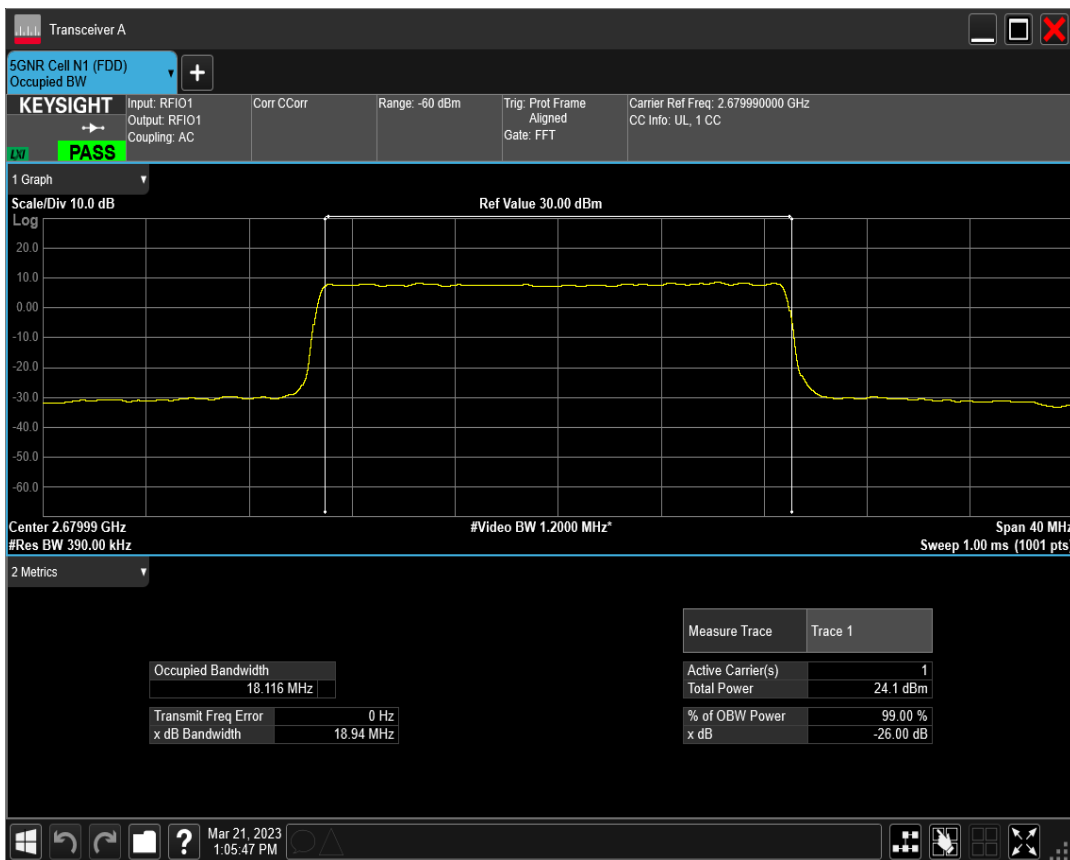 Transceiver A
5GNR Cell N1 (FDD)
Occupied BW
+
KEYSIGHT
LXI
PASS
Input: RFIO1
Output: RFIO1
Coupling: AC
Corr CCorr
Range: -60 dBm
Trig: Prot Frame
Aligned
Gate: FFT
Carrier Ref Freq: 2.679990000 GHz
CC Info: UL, 1 CC
1 Graph
Scale/Div 10.0 dB
Ref Value 30.00 dBm
Log
20.0
10.0
0.00
-10.0
-20.0
-30.0
-40.0
-50.0
-60.0
Center 2.67999 GHz
#Video BW 1.2000 MHz*
Span 40 MHz
#Res BW 390.00 kHz
Sweep 1.00 ms (1001 pts)
2 Metrics
Measure Trace Trace 1
Occupied Bandwidth
18.116 MHz
Active Carrier(s) 1
Total Power 24.1 dBm
Transmit Freq Error 0 Hz
x dB Bandwidth 18.94 MHz
% of OBW Power 99.00 %
x dB -26.00 dB
?
Mar 21, 2023
1:05:47 PM